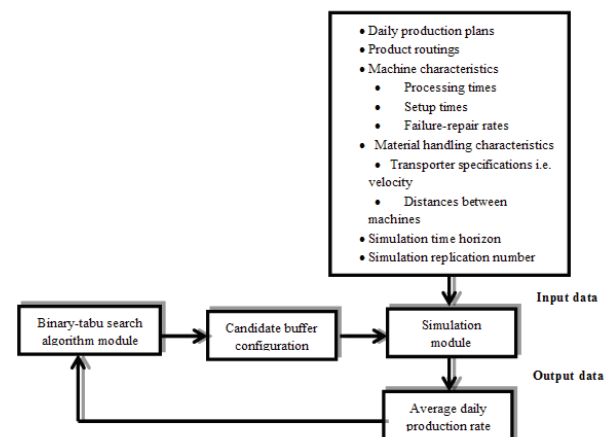 • Daily production plans
• Product routings
• Machine characteristics
• Processing times
• Setup times
• Failure-repair rates
• Material handling characteristics
• Transporter specifications i.e.
velocity
• Distances between
machines
• Simulation time horizon
• Simulation replication number
Input data
Binary-tabu search
algorithm module
Candidate buffer
configuration
Simulation
module
Output data
Average daily
production rate